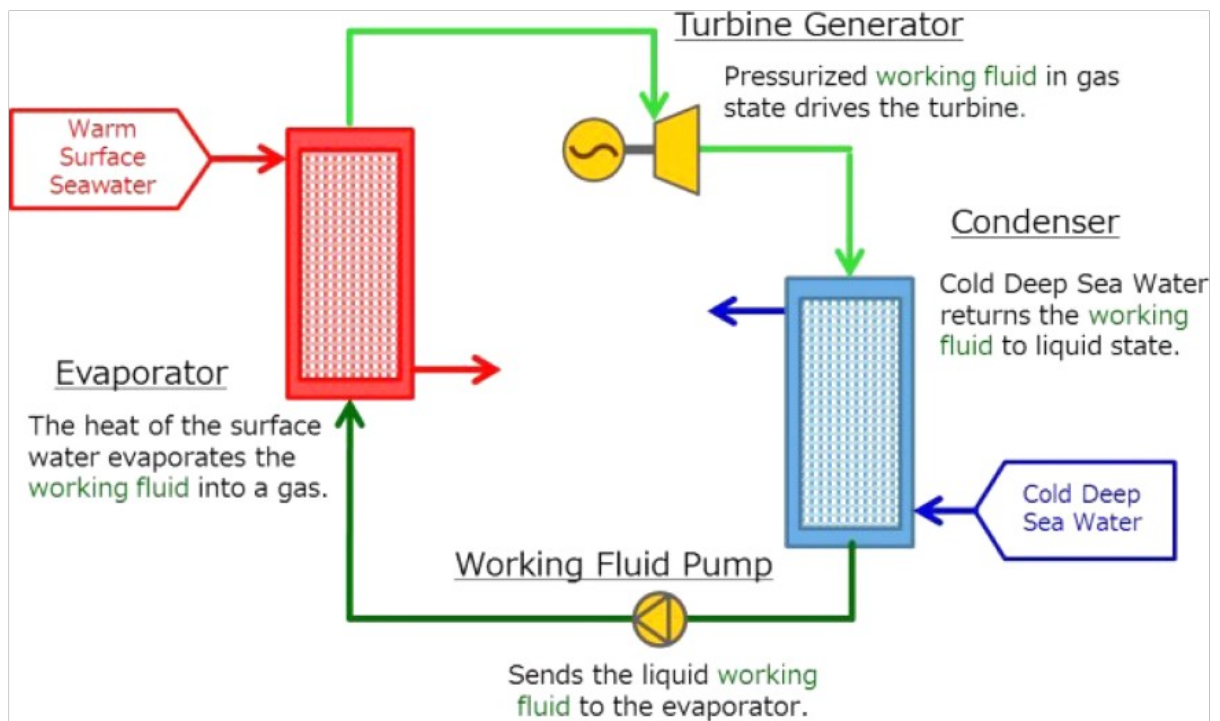 Turbine Generator
Pressurized working fluid in gas
state drives the turbine.
Warm
Surface
Seawater
Condenser
Cold Deep Sea Water
returns the working
fluid to liquid state.
Evaporator
The heat of the surface
water evaporates the
working fluid into a gas.
Cold Deep
Sea Water
Working Fluid Pump
Sends the liquid working
fluid to the evaporator.